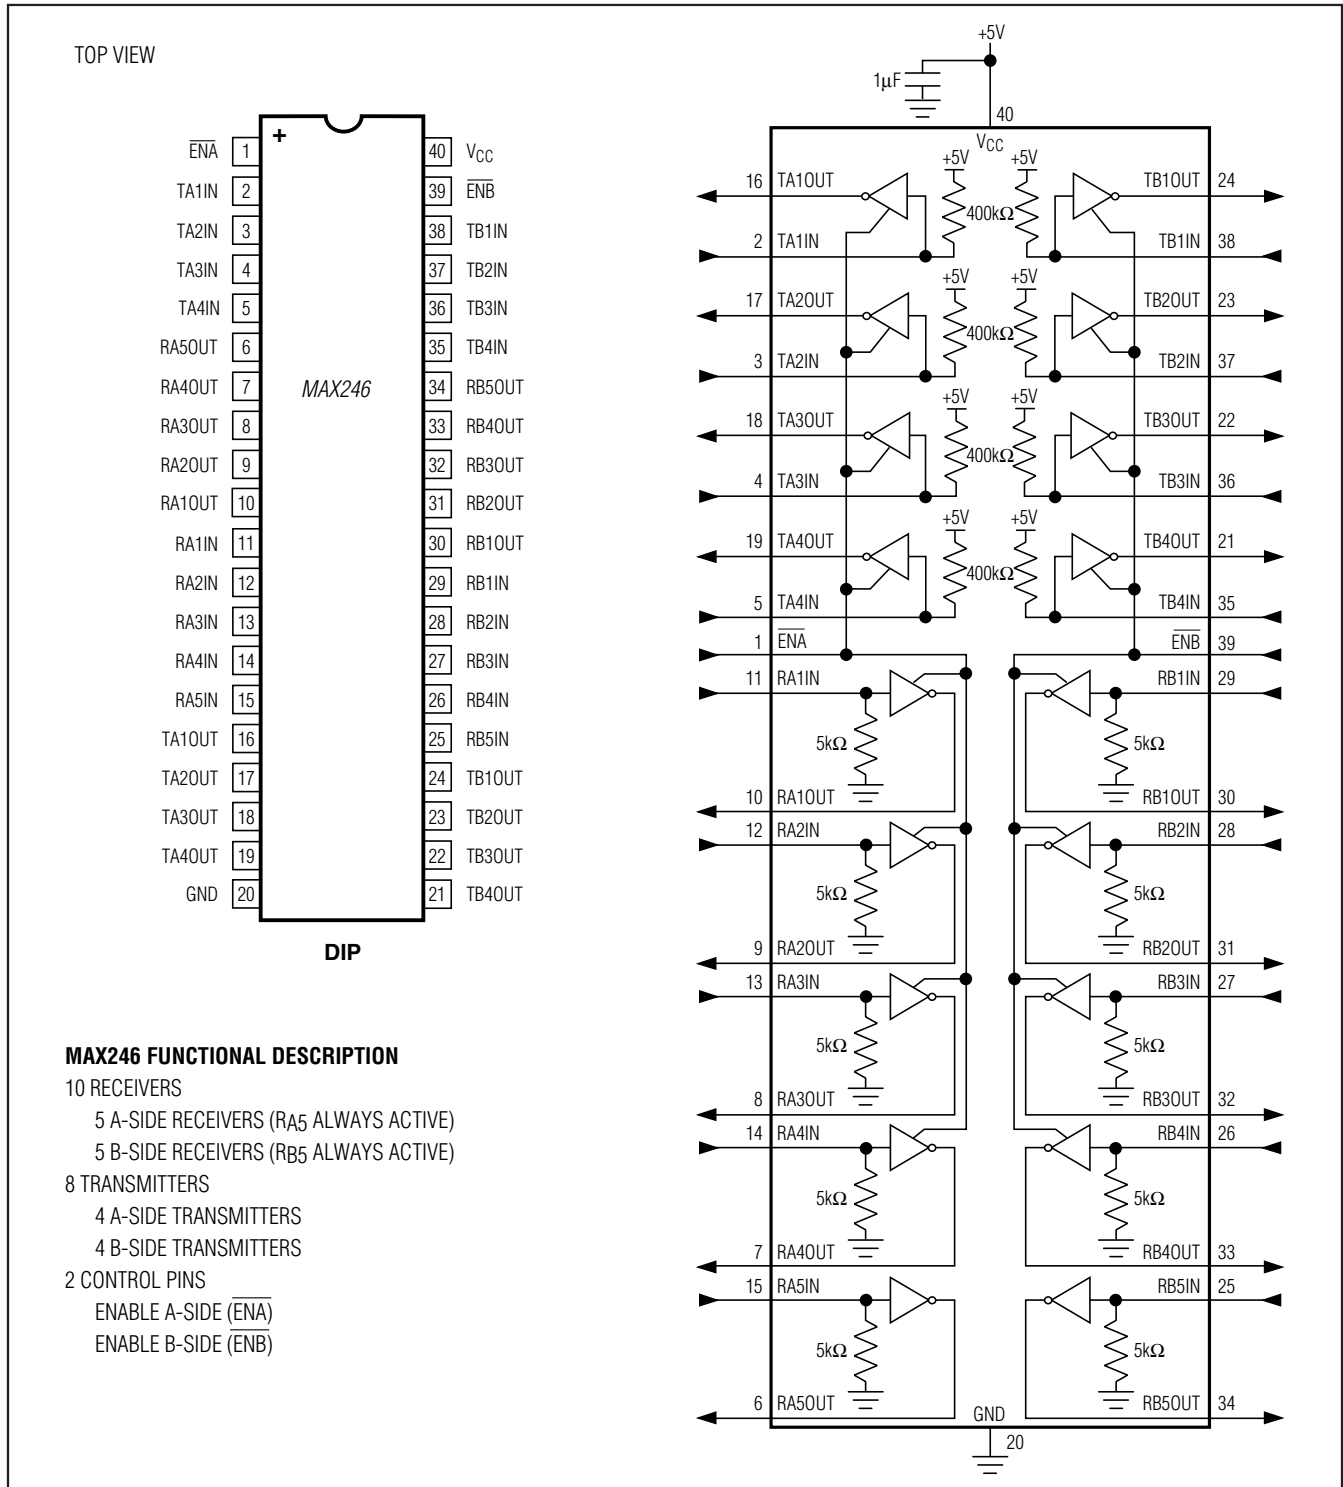 TOP VIEW
+
MAX246
ENA 1
TA1IN 2
TA2IN 3
TA3IN 4
TA4IN 5
RA5OUT 6
RA4OUT 7
RA3OUT 8
RA2OUT 9
RA1OUT 10
RA1IN 11
RA2IN 12
RA3IN 13
RA4IN 14
RA5IN 15
TA1OUT 16
TA2OUT 17
TA3OUT 18
TA4OUT 19
GND 20
40 VCC
39 ENB
38 TB1IN
37 TB2IN
36 TB3IN
35 TB4IN
34 RB5OUT
33 RB4OUT
32 RB3OUT
31 RB2OUT
30 RB1OUT
29 RB1IN
28 RB2IN
27 RB3IN
26 RB4IN
25 RB5IN
24 TB1OUT
23 TB2OUT
22 TB3OUT
21 TB4OUT
DIP
MAX246 FUNCTIONAL DESCRIPTION
10 RECEIVERS
5 A-SIDE RECEIVERS (RA5 ALWAYS ACTIVE)
5 B-SIDE RECEIVERS (RB5 ALWAYS ACTIVE)
8 TRANSMITTERS
4 A-SIDE TRANSMITTERS
4 B-SIDE TRANSMITTERS
2 CONTROL PINS
ENABLE A-SIDE (ENA)
ENABLE B-SIDE (ENB)
+5V
1µF
40
VCC
+5V +5V
16 TA1OUT TB1OUT 24
400kΩ
2 TA1IN TB1IN 38
+5V +5V
17 TA2OUT TB2OUT 23
400kΩ
3 TA2IN TB2IN 37
+5V +5V
18 TA3OUT TB3OUT 22
400kΩ
4 TA3IN TB3IN 36
+5V +5V
19 TA4OUT TB4OUT 21
400kΩ
5 TA4IN TB4IN 35
1 ENA ENB 39
11 RA1IN RB1IN 29
5kΩ 5kΩ
10 RA1OUT RB1OUT 30
12 RA2IN RB2IN 28
5kΩ 5kΩ
9 RA2OUT RB2OUT 31
13 RA3IN RB3IN 27
5kΩ 5kΩ
8 RA3OUT RB3OUT 32
14 RA4IN RB4IN 26
5kΩ 5kΩ
7 RA4OUT RB4OUT 33
15 RA5IN RB5IN 25
5kΩ 5kΩ
6 RA5OUT RB5OUT 34
GND
20